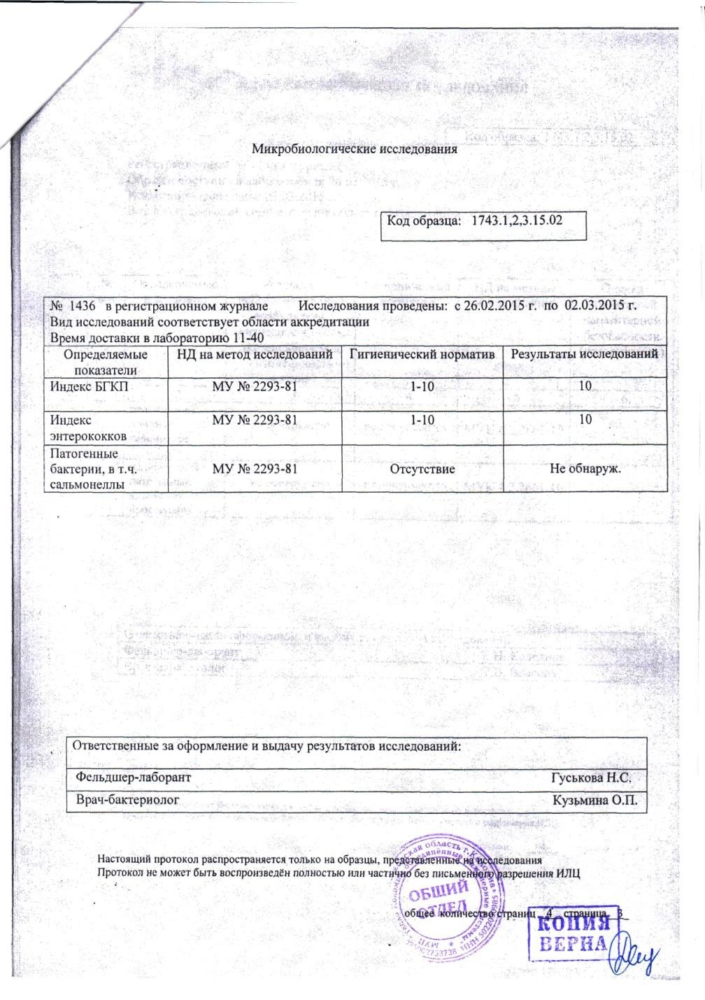 Микробиологические исследования
Код образца: 1743.1,2,3.15.02
№ 1436 в регистрационном журнале Исследования проведены: с 26.02.2015 г. по 02.03.2015 г.
Вид исследований соответствует области аккредитации
Время доставки в лабораторию 11-40
Определяемые показатели НД на метод исследований Гигиенический норматив Результаты исследований
Индекс БГКП МУ № 2293-81 1-10 10
Индекс энтерококков МУ № 2293-81 1-10 10
Патогенные бактерии, в т.ч. сальмонеллы МУ № 2293-81 Отсутствие Не обнаруж.
Ответственные за оформление и выдачу результатов исследований:
Фельдшер-лаборант Гуськова Н.С.
Врач-бактериолог Кузьмина О.П.
Настоящий протокол распространяется только на образцы, представленные на исследования
Протокол не может быть воспроизведён полностью или частично без письменного разрешения ИЛЦ
ОБЩИЙ
ОТДЕЛ
общее количество страниц 4 страница 3
КОПИЯ
ВЕРНА